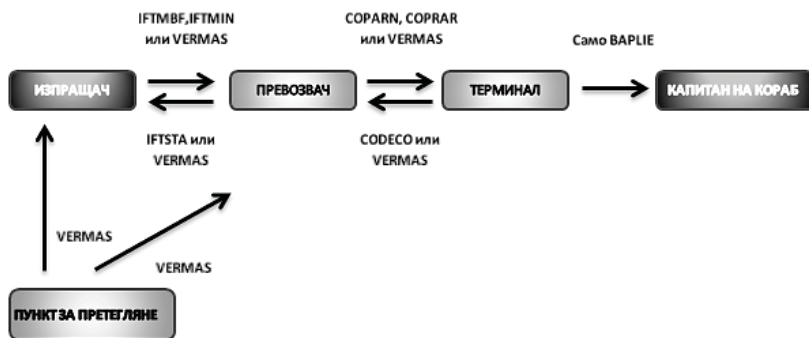 IFTMBF,IFTMIN
или VERMAS
COPARN, COPRAR
или VERMAS
Само BAPLIE
ИЗПРАЩАЧ
ПРЕВОЗВАЧ
ТЕРМИНАЛ
КАПИТАН НА КОРАБ
IFTSTA или
VERMAS
CODECO или
VERMAS
VERMAS
VERMAS
ПУНКТ ЗА ПРЕТЕГЛЯНЕ